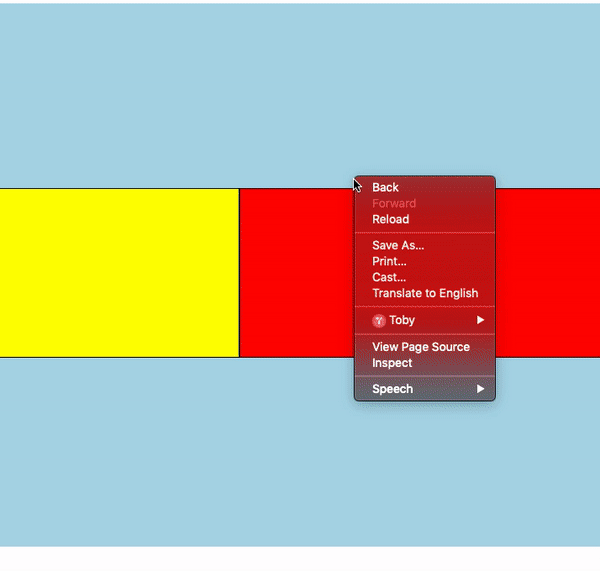 Back
Forward
Reload
Save As...
Print...
Cast...
Translate to English
Toby
View Page Source
Inspect
Speech